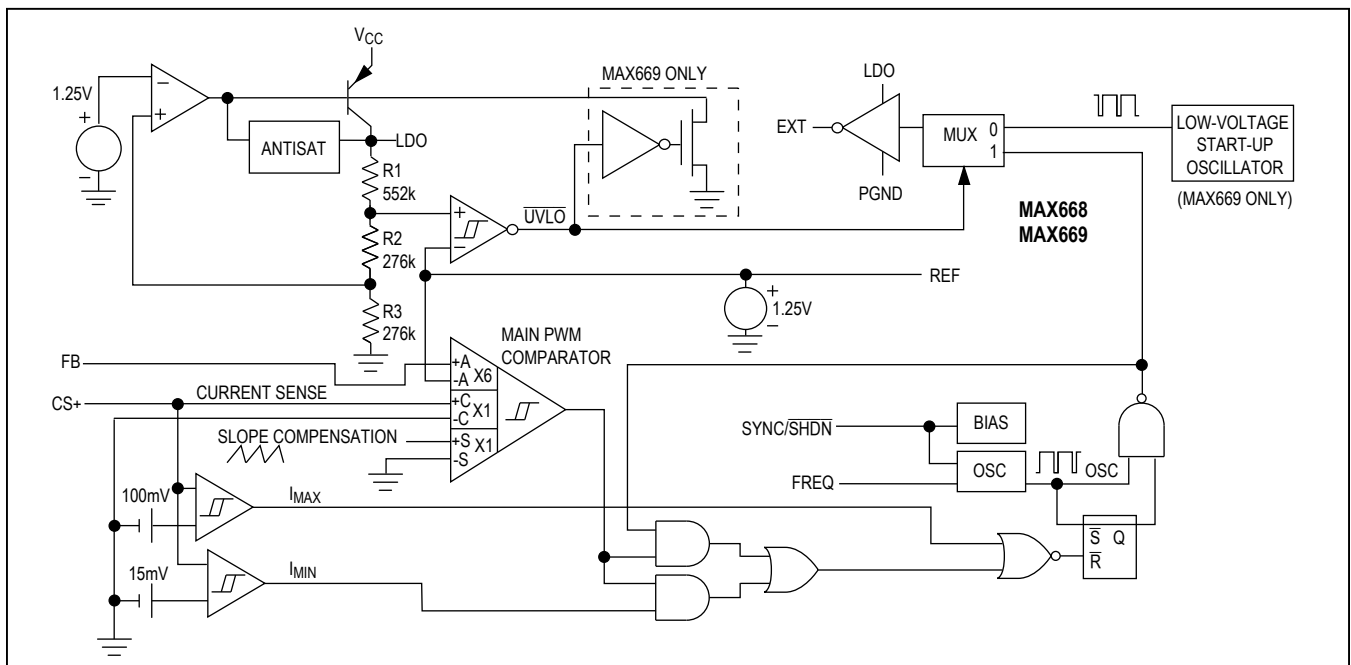 VCC
MAX669 ONLY
1.25V
+
−
−
+
ANTISAT
LDO
R1
552k
R2
276k
R3
276k
+
−
UVLO
LDO
EXT
PGND
MUX 0
1
LOW-VOLTAGE
START-UP
OSCILLATOR
(MAX669 ONLY)
MAX668
MAX669
REF
+
1.25V
−
MAIN PWM
COMPARATOR
FB
CS+
CURRENT SENSE
SLOPE COMPENSATION
+A
-A
X6
+C
-C
X1
+S
-S
X1
SYNC/SHDN
BIAS
FREQ
OSC
OSC
100mV
IMAX
15mV
IMIN
S Q
R